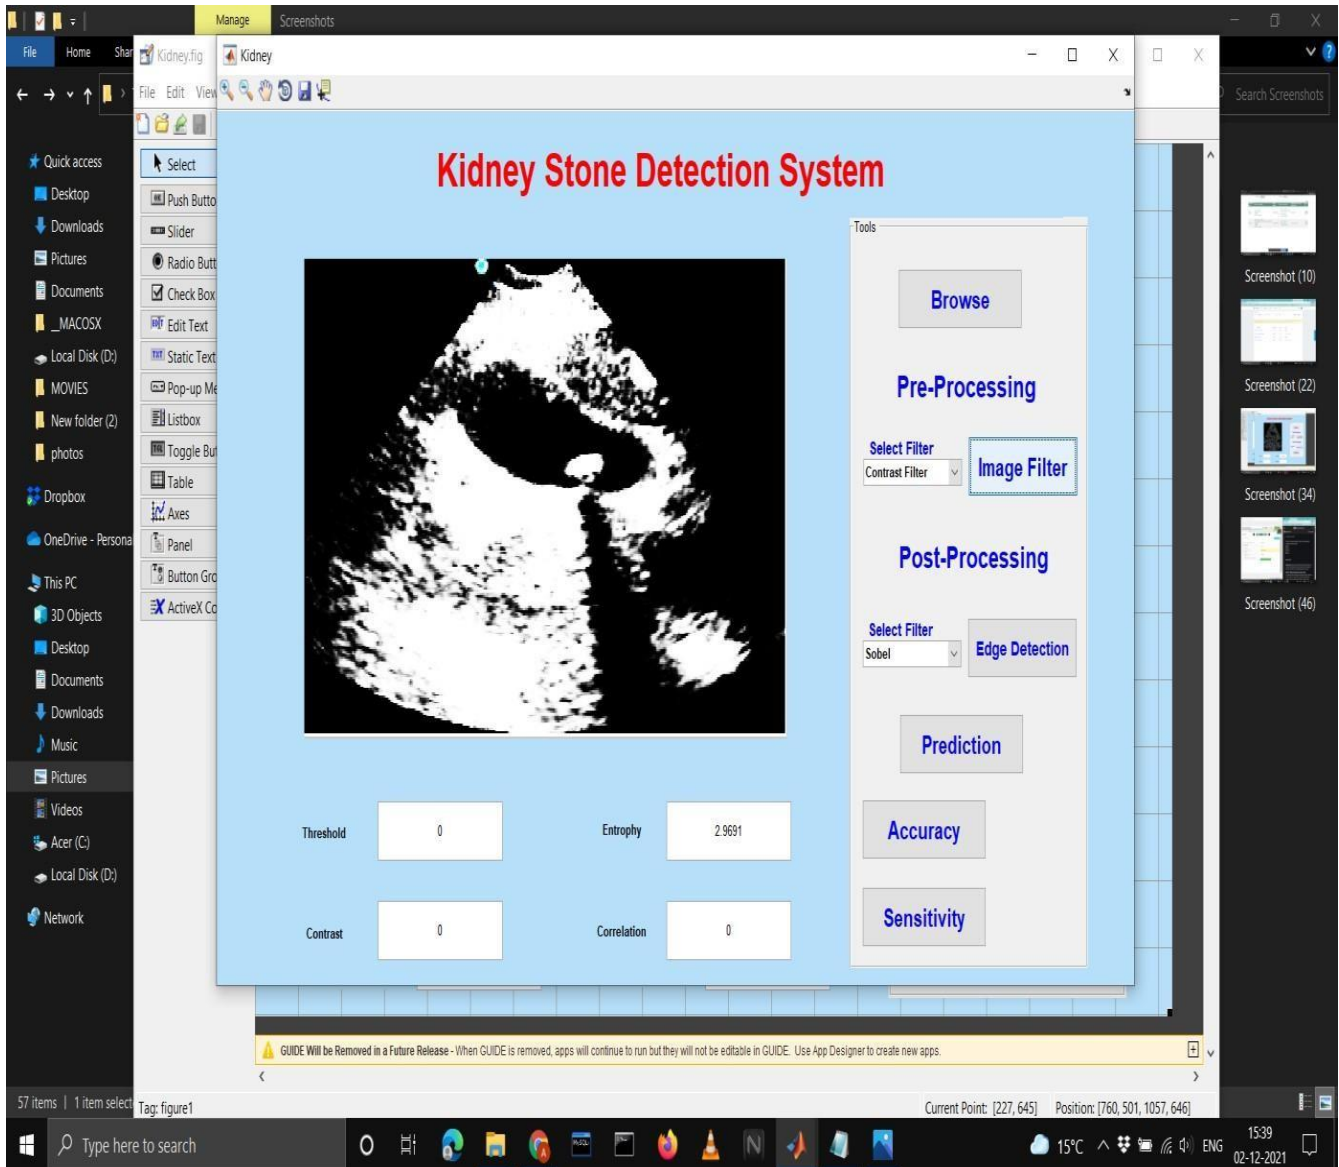 Manage
Screenshots
File
Home
Shar
Kidney.fig
Kidney
File Edit View
Search Screenshots
Quick access
Desktop
Downloads
Pictures
Documents
_MACOSX
Local Disk (D:)
MOVIES
New folder (2)
photos
Dropbox
OneDrive - Persona
This PC
3D Objects
Desktop
Documents
Downloads
Music
Pictures
Videos
Acer (C:)
Local Disk (D:)
Network
Select
Push Butto
Slider
Radio Butt
Check Box
Edit Text
Static Text
Pop-up Me
Listbox
Toggle But
Table
Axes
Panel
Button Gro
ActiveX Co
Kidney Stone Detection System
Tools
Browse
Pre-Processing
Select Filter
Contrast Filter
Image Filter
Post-Processing
Select Filter
Sobel
Edge Detection
Prediction
Accuracy
Sensitivity
Threshold
0
Entrophy
2.9691
Contrast
0
Correlation
0
Screenshot (10)
Screenshot (22)
Screenshot (34)
Screenshot (46)
GUIDE Will be Removed in a Future Release - When GUIDE is removed, apps will continue to run but they will not be editable in GUIDE. Use App Designer to create new apps.
57 items
1 item select
Tag: figure1
Current Point: [227, 645]
Position: [760, 501, 1057, 646]
Type here to search
15°C
ENG
15:39
02-12-2021